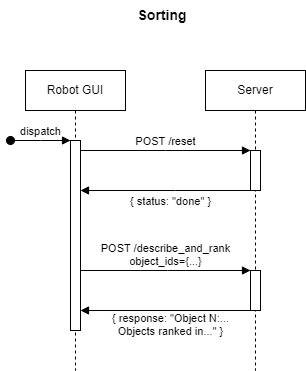 Sorting
Robot GUI
Server
dispatch
POST /reset
{ status: "done" }
POST /describe_and_rank
object_ids={...}
{ response: "Object N:...
Objects ranked in..." }